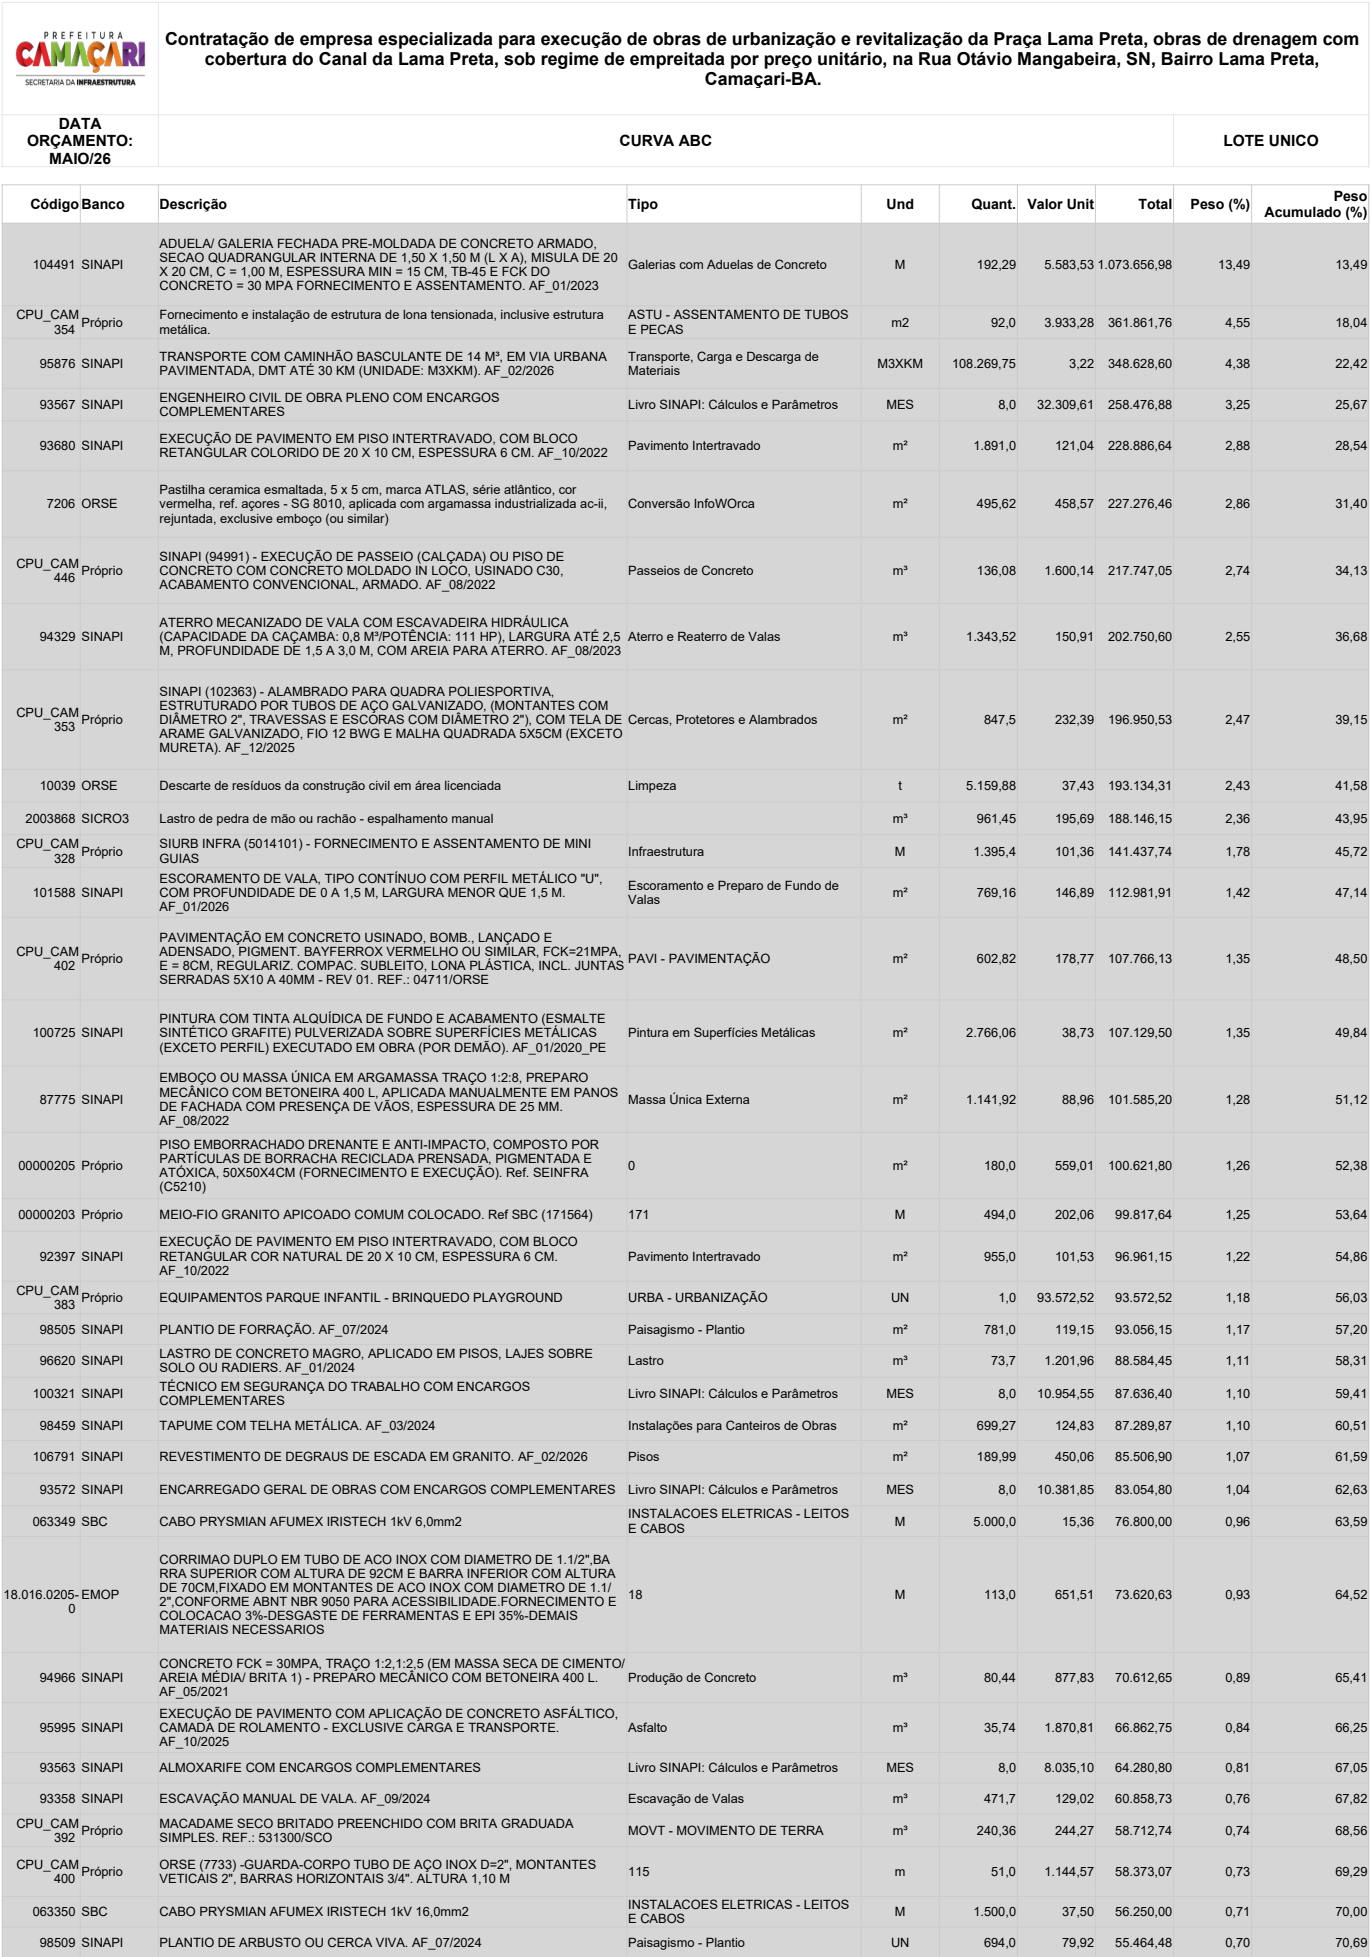 PREFEITURA
CAMAÇARI
SECRETARIA DA INFRAESTRUTURA
Contratação de empresa especializada para execução de obras de urbanização e revitalização da Praça Lama Preta, obras de drenagem com
cobertura do Canal da Lama Preta, sob regime de empreitada por preço unitário, na Rua Otávio Mangabeira, SN, Bairro Lama Preta,
Camaçari-BA.
DATA
ORÇAMENTO:
MAIO/26
CURVA ABC
LOTE UNICO
Código Banco Descrição Tipo Und Quant. Valor Unit Total Peso (%) Peso
Acumulado (%)
ADUELA/ GALERIA FECHADA PRE-MOLDADA DE CONCRETO ARMADO,
SECAO QUADRANGULAR INTERNA DE 1,50 X 1,50 M (L X A), MISULA DE 20
104491 SINAPI X 20 CM, C = 1,00 M, ESPESSURA MIN = 15 CM, TB-45 E FCK DO Galerias com Aduelas de Concreto M 192,29 5.583,53 1.073.656,98 13,49 13,49
CONCRETO = 30 MPA FORNECIMENTO E ASSENTAMENTO. AF_01/2023
CPU_CAM Fornecimento e instalação de estrutura de lona tensionada, inclusive estrutura ASTU - ASSENTAMENTO DE TUBOS
354 Próprio metálica. E PECAS m2 92,0 3.933,28 361.861,76 4,55 18,04
95876 SINAPI TRANSPORTE COM CAMINHÃO BASCULANTE DE 14 M³, EM VIA URBANA Transporte, Carga e Descarga de M3XKM 108.269,75 3,22 348.628,60 4,38 22,42
PAVIMENTADA, DMT ATÉ 30 KM (UNIDADE: M3XKM). AF_02/2026 Materiais
93567 SINAPI ENGENHEIRO CIVIL DE OBRA PLENO COM ENCARGOS Livro SINAPI: Cálculos e Parâmetros MES 8,0 32.309,61 258.476,88 3,25 25,67
COMPLEMENTARES
93680 SINAPI EXECUÇÃO DE PAVIMENTO EM PISO INTERTRAVADO, COM BLOCO Pavimento Intertravado m² 1.891,0 121,04 228.886,64 2,88 28,54
RETANGULAR COLORIDO DE 20 X 10 CM, ESPESSURA 6 CM. AF_10/2022
Pastilha ceramica esmaltada, 5 x 5 cm, marca ATLAS, série atlântico, cor
7206 ORSE vermelha, ref. açores - SG 8010, aplicada com argamassa industrializada ac-ii, Conversão InfoWOrca m² 495,62 458,57 227.276,46 2,86 31,40
rejuntada, exclusive emboço (ou similar)
CPU_CAM SINAPI (94991) - EXECUÇÃO DE PASSEIO (CALÇADA) OU PISO DE
446 Próprio CONCRETO COM CONCRETO MOLDADO IN LOCO, USINADO C30, Passeios de Concreto m³ 136,08 1.600,14 217.747,05 2,74 34,13
ACABAMENTO CONVENCIONAL, ARMADO. AF_08/2022
ATERRO MECANIZADO DE VALA COM ESCAVADEIRA HIDRÁULICA
94329 SINAPI (CAPACIDADE DA CAÇAMBA: 0,8 M³/POTÊNCIA: 111 HP), LARGURA ATÉ 2,5 Aterro e Reaterro de Valas m³ 1.343,52 150,91 202.750,60 2,55 36,68
M, PROFUNDIDADE DE 1,5 A 3,0 M, COM AREIA PARA ATERRO. AF_08/2023
SINAPI (102363) - ALAMBRADO PARA QUADRA POLIESPORTIVA,
ESTRUTURADO POR TUBOS DE AÇO GALVANIZADO, (MONTANTES COM
CPU_CAM
353 Próprio DIÂMETRO 2", TRAVESSAS E ESCORAS COM DIÂMETRO 2"), COM TELA DE Cercas, Protetores e Alambrados m² 847,5 232,39 196.950,53 2,47 39,15
ARAME GALVANIZADO, FIO 12 BWG E MALHA QUADRADA 5X5CM (EXCETO
MURETA). AF_12/2025
10039 ORSE Descarte de resíduos da construção civil em área licenciada Limpeza t 5.159,88 37,43 193.134,31 2,43 41,58
2003868 SICRO3 Lastro de pedra de mão ou rachão - espalhamento manual m³ 961,45 195,69 188.146,15 2,36 43,95
CPU_CAM SIURB INFRA (5014101) - FORNECIMENTO E ASSENTAMENTO DE MINI
328 Próprio GUIAS Infraestrutura M 1.395,4 101,36 141.437,74 1,78 45,72
ESCORAMENTO DE VALA, TIPO CONTÍNUO COM PERFIL METÁLICO "U", Escoramento e Preparo de Fundo de
101588 SINAPI COM PROFUNDIDADE DE 0 A 1,5 M, LARGURA MENOR QUE 1,5 M. Valas m² 769,16 146,89 112.981,91 1,42 47,14
AF_01/2026
PAVIMENTAÇÃO EM CONCRETO USINADO, BOMB., LANÇADO E
CPU_CAM ADENSADO, PIGMENT. BAYFERROX VERMELHO OU SIMILAR, FCK=21MPA,
402 Próprio E = 8CM, REGULARIZ. COMPAC. SUBLEITO, LONA PLÁSTICA, INCL. JUNTAS PAVI - PAVIMENTAÇÃO m² 602,82 178,77 107.766,13 1,35 48,50
SERRADAS 5X10 A 40MM - REV 01. REF.: 04711/ORSE
PINTURA COM TINTA ALQUÍDICA DE FUNDO E ACABAMENTO (ESMALTE
100725 SINAPI SINTÉTICO GRAFITE) PULVERIZADA SOBRE SUPERFÍCIES METÁLICAS Pintura em Superfícies Metálicas m² 2.766,06 38,73 107.129,50 1,35 49,84
(EXCETO PERFIL) EXECUTADO EM OBRA (POR DEMÃO). AF_01/2020_PE
EMBOÇO OU MASSA ÚNICA EM ARGAMASSA TRAÇO 1:2:8, PREPARO
MECÂNICO COM BETONEIRA 400 L, APLICADA MANUALMENTE EM PANOS
87775 SINAPI DE FACHADA COM PRESENÇA DE VÃOS, ESPESSURA DE 25 MM. Massa Única Externa m² 1.141,92 88,96 101.585,20 1,28 51,12
AF_08/2022
PISO EMBORRACHADO DRENANTE E ANTI-IMPACTO, COMPOSTO POR
PARTÍCULAS DE BORRACHA RECICLADA PRENSADA, PIGMENTADA E
00000205 Próprio ATÓXICA, 50X50X4CM (FORNECIMENTO E EXECUÇÃO). Ref. SEINFRA 0 m² 180,0 559,01 100.621,80 1,26 52,38
(C5210)
00000203 Próprio MEIO-FIO GRANITO APICOADO COMUM COLOCADO. Ref SBC (171564) 171 M 494,0 202,06 99.817,64 1,25 53,64
EXECUÇÃO DE PAVIMENTO EM PISO INTERTRAVADO, COM BLOCO
92397 SINAPI RETANGULAR COR NATURAL DE 20 X 10 CM, ESPESSURA 6 CM. Pavimento Intertravado m² 955,0 101,53 96.961,15 1,22 54,86
AF_10/2022
CPU_CAM
383 Próprio EQUIPAMENTOS PARQUE INFANTIL - BRINQUEDO PLAYGROUND URBA - URBANIZAÇÃO UN 1,0 93.572,52 93.572,52 1,18 56,03
98505 SINAPI PLANTIO DE FORRAÇÃO. AF_07/2024 Paisagismo - Plantio m² 781,0 119,15 93.056,15 1,17 57,20
96620 SINAPI LASTRO DE CONCRETO MAGRO, APLICADO EM PISOS, LAJES SOBRE Lastro m³ 73,7 1.201,96 88.584,45 1,11 58,31
SOLO OU RADIERS. AF_01/2024
100321 SINAPI TÉCNICO EM SEGURANÇA DO TRABALHO COM ENCARGOS Livro SINAPI: Cálculos e Parâmetros MES 8,0 10.954,55 87.636,40 1,10 59,41
COMPLEMENTARES
98459 SINAPI TAPUME COM TELHA METÁLICA. AF_03/2024 Instalações para Canteiros de Obras m² 699,27 124,83 87.289,87 1,10 60,51
106791 SINAPI REVESTIMENTO DE DEGRAUS DE ESCADA EM GRANITO. AF_02/2026 Pisos m² 189,99 450,06 85.506,90 1,07 61,59
93572 SINAPI ENCARREGADO GERAL DE OBRAS COM ENCARGOS COMPLEMENTARES Livro SINAPI: Cálculos e Parâmetros MES 8,0 10.381,85 83.054,80 1,04 62,63
063349 SBC CABO PRYSMIAN AFUMEX IRISTECH 1kV 6,0mm2 INSTALACOES ELETRICAS - LEITOS M 5.000,0 15,36 76.800,00 0,96 63,59
E CABOS
CORRIMAO DUPLO EM TUBO DE ACO INOX COM DIAMETRO DE 1.1/2",BA
RRA SUPERIOR COM ALTURA DE 92CM E BARRA INFERIOR COM ALTURA
DE 70CM,FIXADO EM MONTANTES DE ACO INOX COM DIAMETRO DE 1.1/
18.016.0205- EMOP 2",CONFORME ABNT NBR 9050 PARA ACESSIBILIDADE.FORNECIMENTO E 18 M 113,0 651,51 73.620,63 0,93 64,52
0 COLOCACAO 3%-DESGASTE DE FERRAMENTAS E EPI 35%-DEMAIS
MATERIAIS NECESSARIOS
CONCRETO FCK = 30MPA, TRAÇO 1:2,1:2,5 (EM MASSA SECA DE CIMENTO/
94966 SINAPI AREIA MÉDIA/ BRITA 1) - PREPARO MECÂNICO COM BETONEIRA 400 L. Produção de Concreto m³ 80,44 877,83 70.612,65 0,89 65,41
AF_05/2021
EXECUÇÃO DE PAVIMENTO COM APLICAÇÃO DE CONCRETO ASFÁLTICO,
95995 SINAPI CAMADA DE ROLAMENTO - EXCLUSIVE CARGA E TRANSPORTE. Asfalto m³ 35,74 1.870,81 66.862,75 0,84 66,25
AF_10/2025
93563 SINAPI ALMOXARIFE COM ENCARGOS COMPLEMENTARES Livro SINAPI: Cálculos e Parâmetros MES 8,0 8.035,10 64.280,80 0,81 67,05
93358 SINAPI ESCAVAÇÃO MANUAL DE VALA. AF_09/2024 Escavação de Valas m³ 471,7 129,02 60.858,73 0,76 67,82
CPU_CAM MACADAME SECO BRITADO PREENCHIDO COM BRITA GRADUADA
392 Próprio SIMPLES. REF.: 531300/SCO MOVT - MOVIMENTO DE TERRA m³ 240,36 244,27 58.712,74 0,74 68,56
CPU_CAM ORSE (7733) -GUARDA-CORPO TUBO DE AÇO INOX D=2", MONTANTES
400 Próprio VETICAIS 2", BARRAS HORIZONTAIS 3/4". ALTURA 1,10 M 115 m 51,0 1.144,57 58.373,07 0,73 69,29
063350 SBC CABO PRYSMIAN AFUMEX IRISTECH 1kV 16,0mm2 INSTALACOES ELETRICAS - LEITOS M 1.500,0 37,50 56.250,00 0,71 70,00
E CABOS
98509 SINAPI PLANTIO DE ARBUSTO OU CERCA VIVA. AF_07/2024 Paisagismo - Plantio UN 694,0 79,92 55.464,48 0,70 70,69